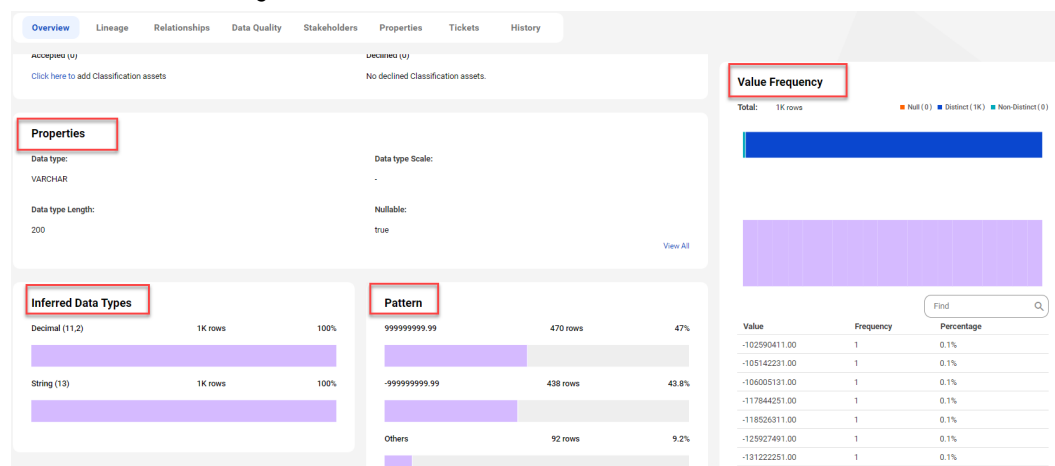 Overview Lineage Relationships Data Quality Stakeholders Properties Tickets History
Accepted (0) Declined (0)
Click here to add Classification assets No declined Classification assets.
Properties
Data type: Data type Scale:
VARCHAR -
Data type Length: Nullable:
200 true
View All
Inferred Data Types
Decimal (11,2) 1K rows 100%
String (13) 1K rows 100%
Pattern
999999999.99 470 rows 47%
-999999999.99 438 rows 43.8%
Others 92 rows 9.2%
Value Frequency
Total: 1K rows Null ( 0 ) Distinct ( 1K ) Non-Distinct ( 0 )
Find
Value Frequency Percentage
-102590411.00 1 0.1%
-105142231.00 1 0.1%
-106005131.00 1 0.1%
-117844251.00 1 0.1%
-118526311.00 1 0.1%
-125927491.00 1 0.1%
-131222251.00 1 0.1%